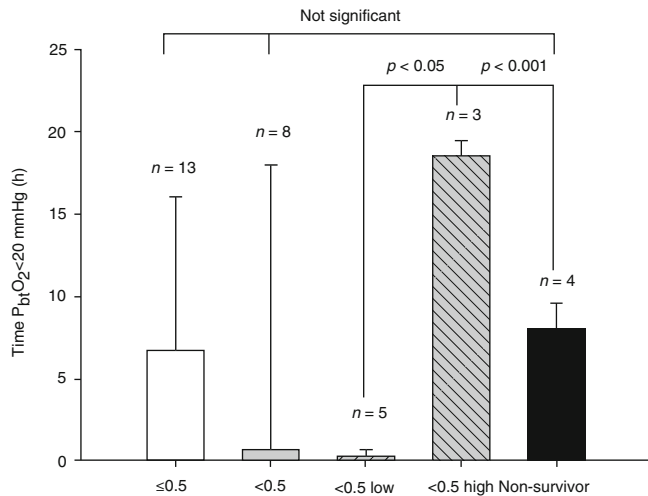 Not significant
25
p < 0.05 p < 0.001
20
n = 3
n = 8
n = 13
15
10
n = 4
5
n = 5
0
Time PbtO2<20 mmHg (h)
≤0.5 <0.5 <0.5 low <0.5 high Non-survivor